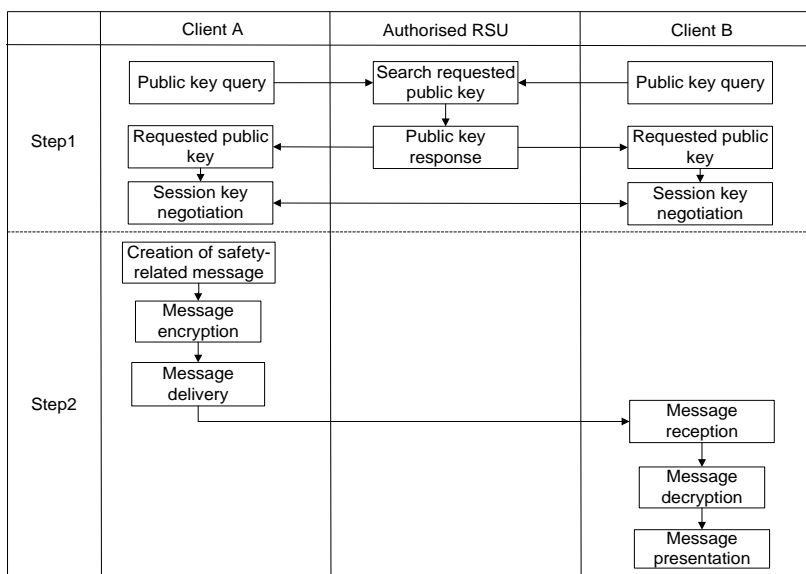 Client A
Authorised RSU
Client B
Step1
Public key query
Search requested
public key
Public key query
Requested public
key
Public key
response
Requested public
key
Session key
negotiation
Session key
negotiation
Step2
Creation of safety-
related message
Message
encryption
Message
delivery
Message
reception
Message
decryption
Message
presentation